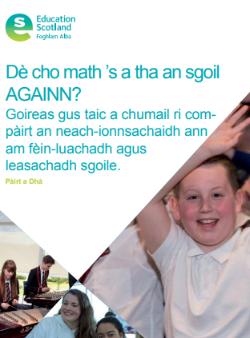 Education
Scotland
Foghlam Alba
Dè cho math ’s a tha an sgoil
AGAINN?
Goireas gus taic a chumail ri com-
pàirt an neach-ionnsachaidh ann
am fèin-luachadh agus
leasachadh sgoile.
Pàirt a Dhà